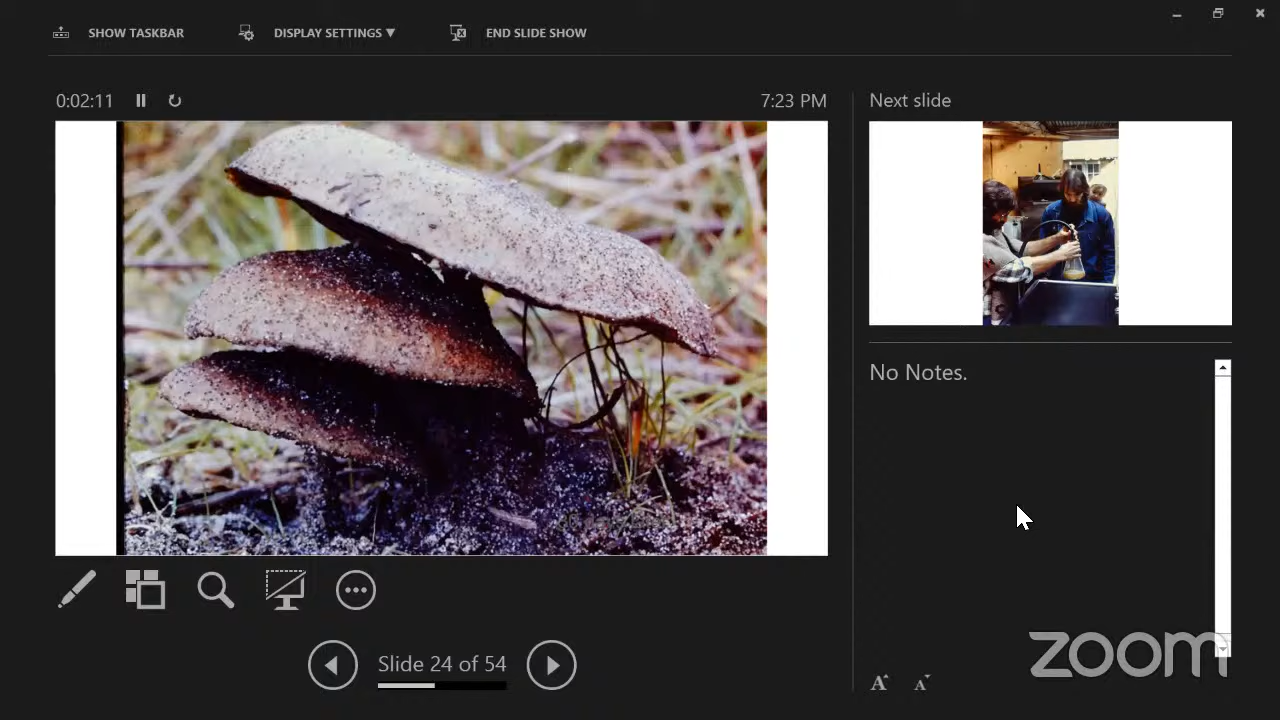 SHOW TASKBAR
DISPLAY SETTINGS ▼
END SLIDE SHOW
0:02:11
7:23 PM
Next slide
No Notes.
Slide 24 of 54
A A
zoom